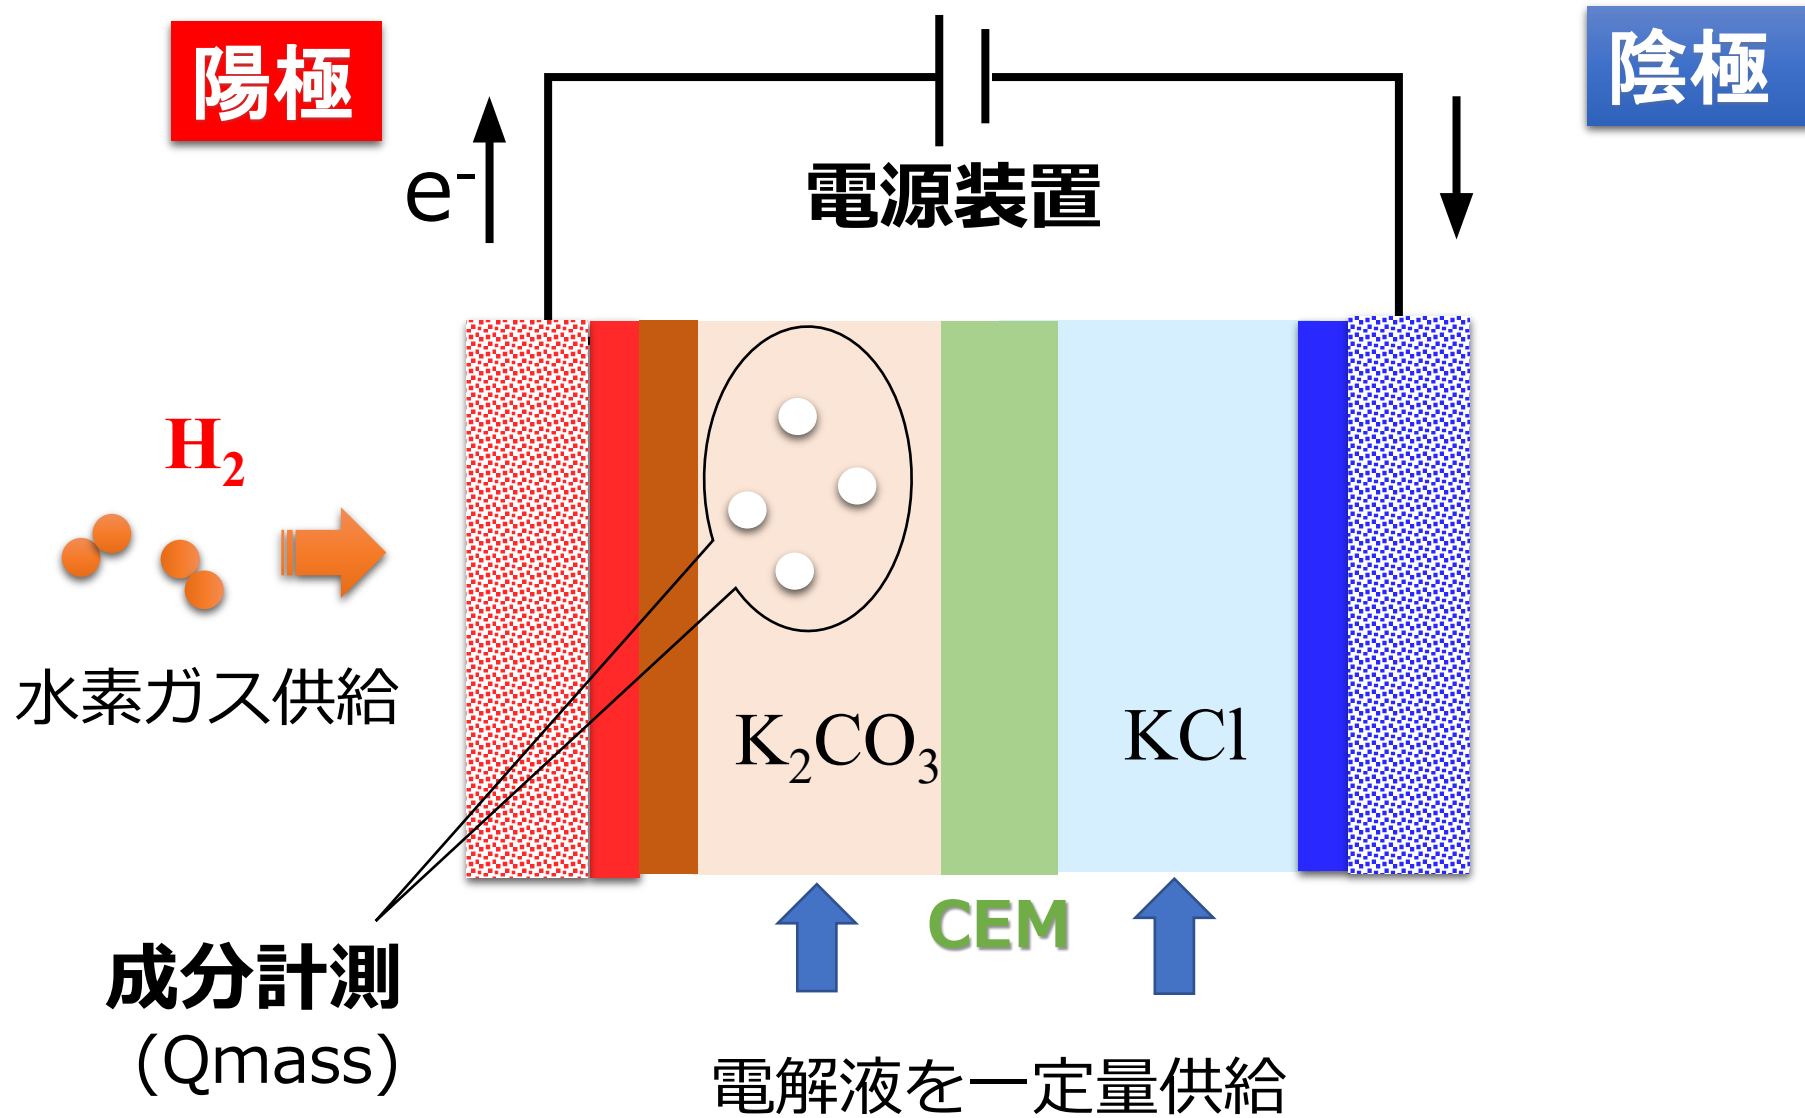 陽極
陰極
e⁻
電源装置
H₂
水素ガス供給
K₂CO₃
KCl
CEM
成分計測
(Qmass)
電解液を一定量供給